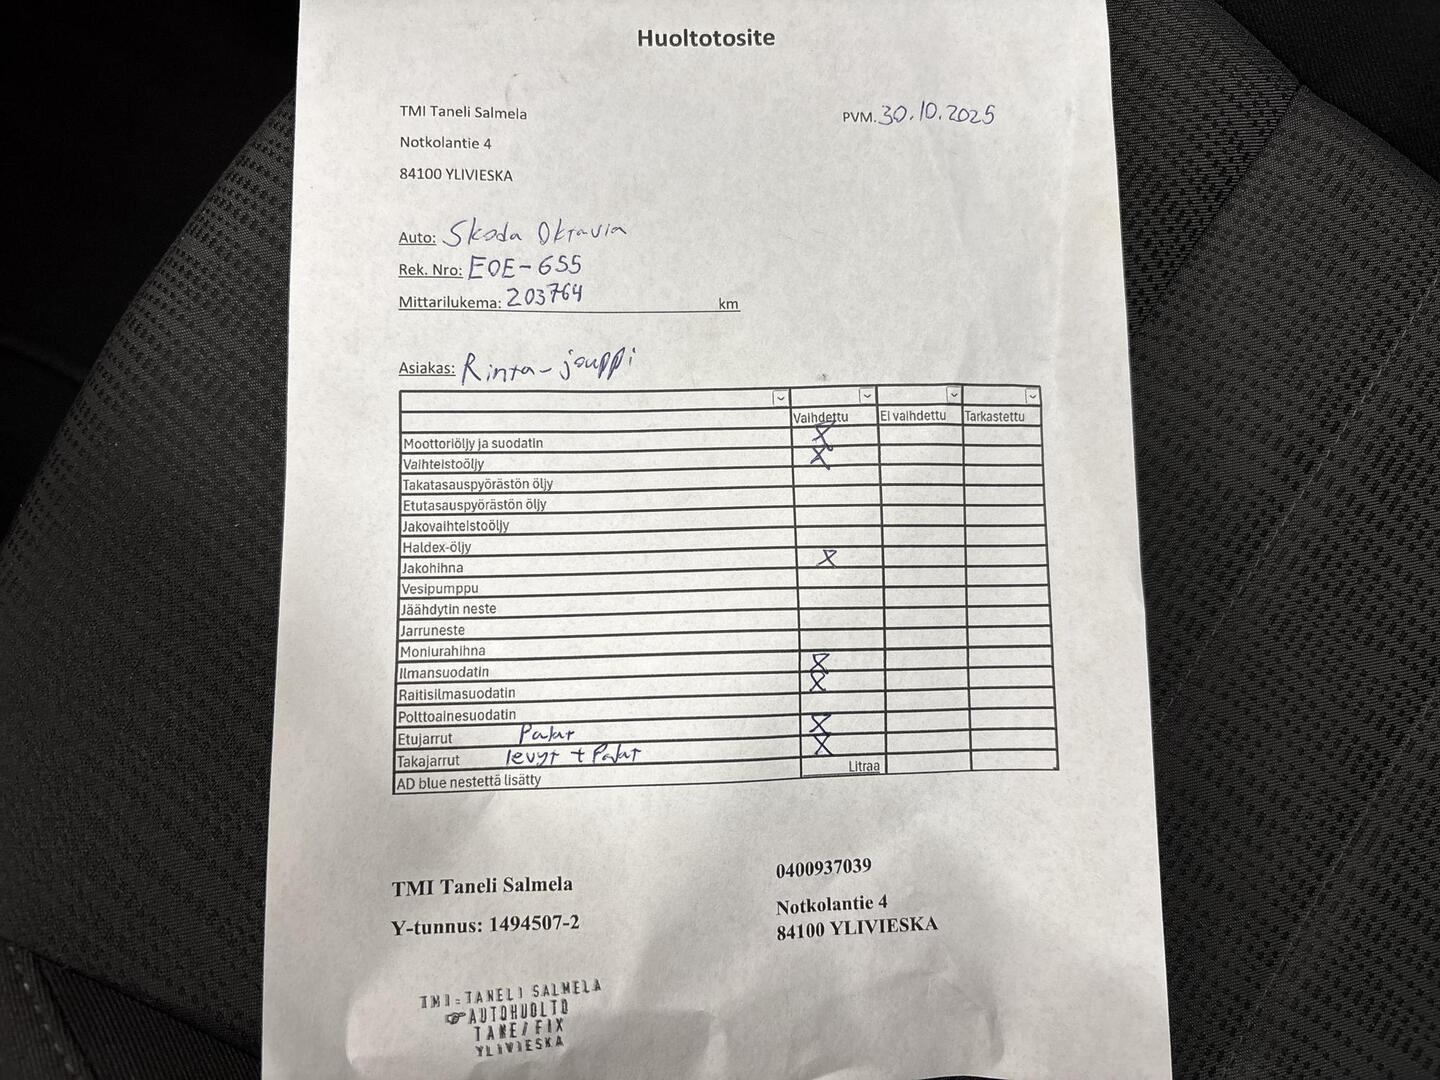 Huoltotosite
TMI Taneli Salmela
PVM. 30.10.2025
Notkolantie 4
84100 YLIVIESKA
Auto: Skoda Oktavia
Rek. Nro: EOE-655
Mittarilukema: 203764 km
Asiakas: Rinta-jouppi
Vaihdettu Ei vaihdettu Tarkastettu
Moottoriöljy ja suodatin X
Vaihteistoöljy X
Takatasauspyörästön öljy
Etutasauspyörästön öljy
Jakovaihteistoöljy
Haldex-öljy
Jakohihna X
Vesipumppu
Jäähdytin neste
Jarruneste
Moniurahihna
Ilmansuodatin X
Raitisilmasuodatin X
Polttoainesuodatin
Etujarrut Palat X
Takajarrut levyt + Palat X
AD blue nestettä lisätty Litraa
TMI Taneli Salmela
Y-tunnus: 1494507-2
0400937039
Notkolantie 4
84100 YLIVIESKA
TMI: TANELI SALMELA
AUTOHUOLTO
TANE/FIX
YLIVIESKA